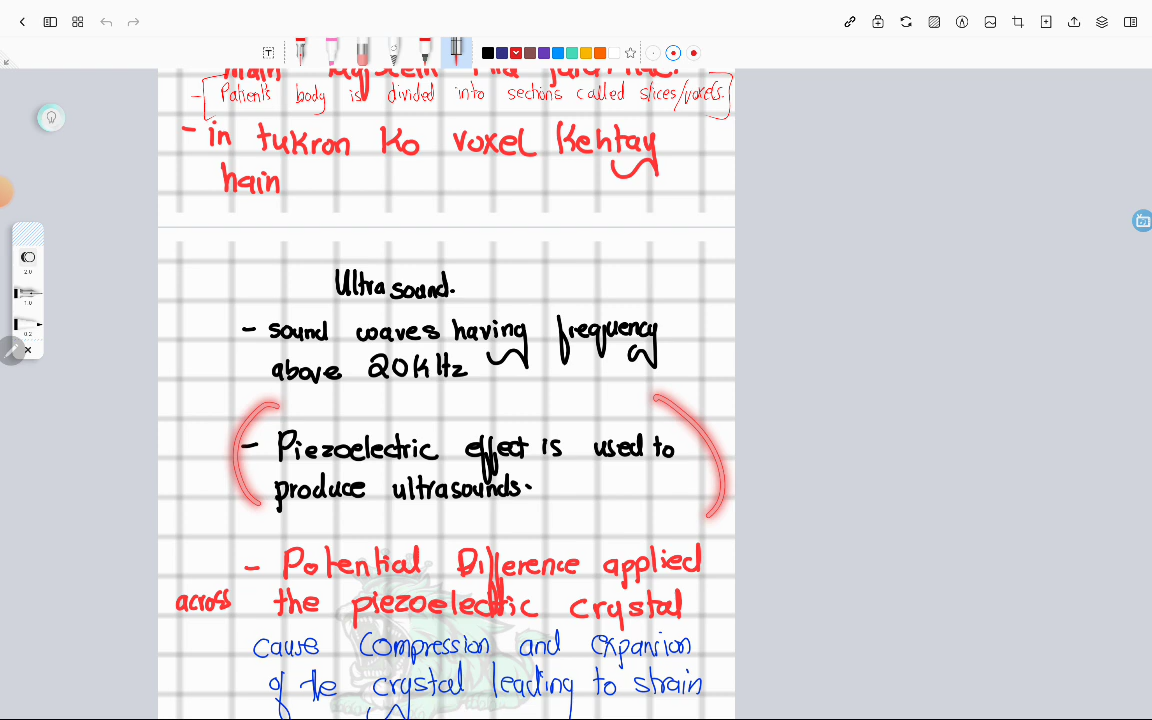 main system
- Patients body is divided into sections called slices/voxels.
- in tukron Ko voxel Kehtay
hain
Ultrasound.
- sound waves having frequency
above 20KHz
- Piezoelectric effect is used to
produce ultrasounds.
- Potential Difference applied
across the piezoelectric crystal
cause compression and expansion
of the crystal leading to strain